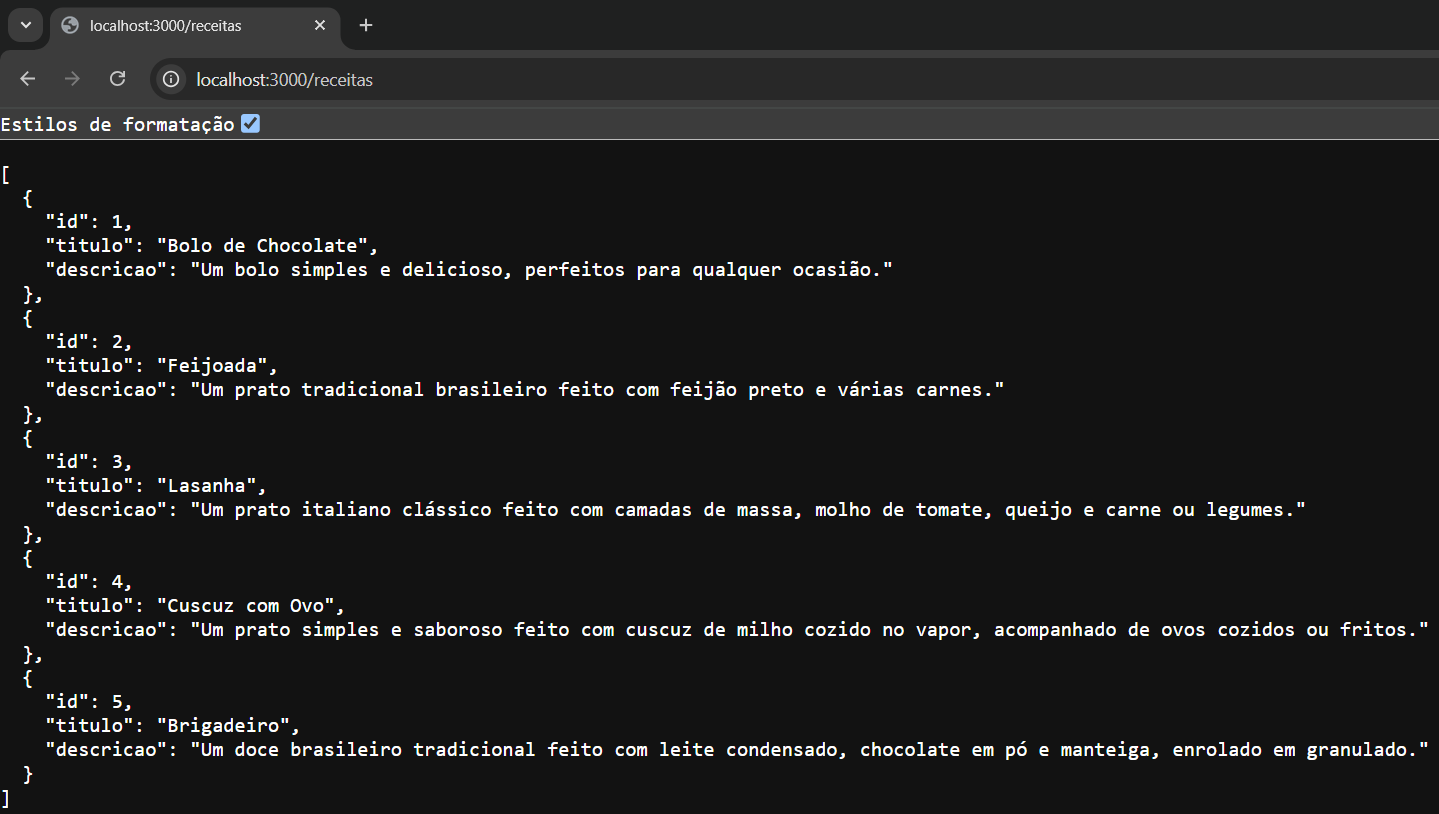 localhost:3000/receitas
localhost:3000/receitas
Estilos de formatação
[
  {
    "id": 1,
    "titulo": "Bolo de Chocolate",
    "descricao": "Um bolo simples e delicioso, perfeitos para qualquer ocasião."
  },
  {
    "id": 2,
    "titulo": "Feijoada",
    "descricao": "Um prato tradicional brasileiro feito com feijão preto e várias carnes."
  },
  {
    "id": 3,
    "titulo": "Lasanha",
    "descricao": "Um prato italiano clássico feito com camadas de massa, molho de tomate, queijo e carne ou legumes."
  },
  {
    "id": 4,
    "titulo": "Cuscuz com Ovo",
    "descricao": "Um prato simples e saboroso feito com cuscuz de milho cozido no vapor, acompanhado de ovos cozidos ou fritos."
  },
  {
    "id": 5,
    "titulo": "Brigadeiro",
    "descricao": "Um doce brasileiro tradicional feito com leite condensado, chocolate em pó e manteiga, enrolado em granulado."
  }
]